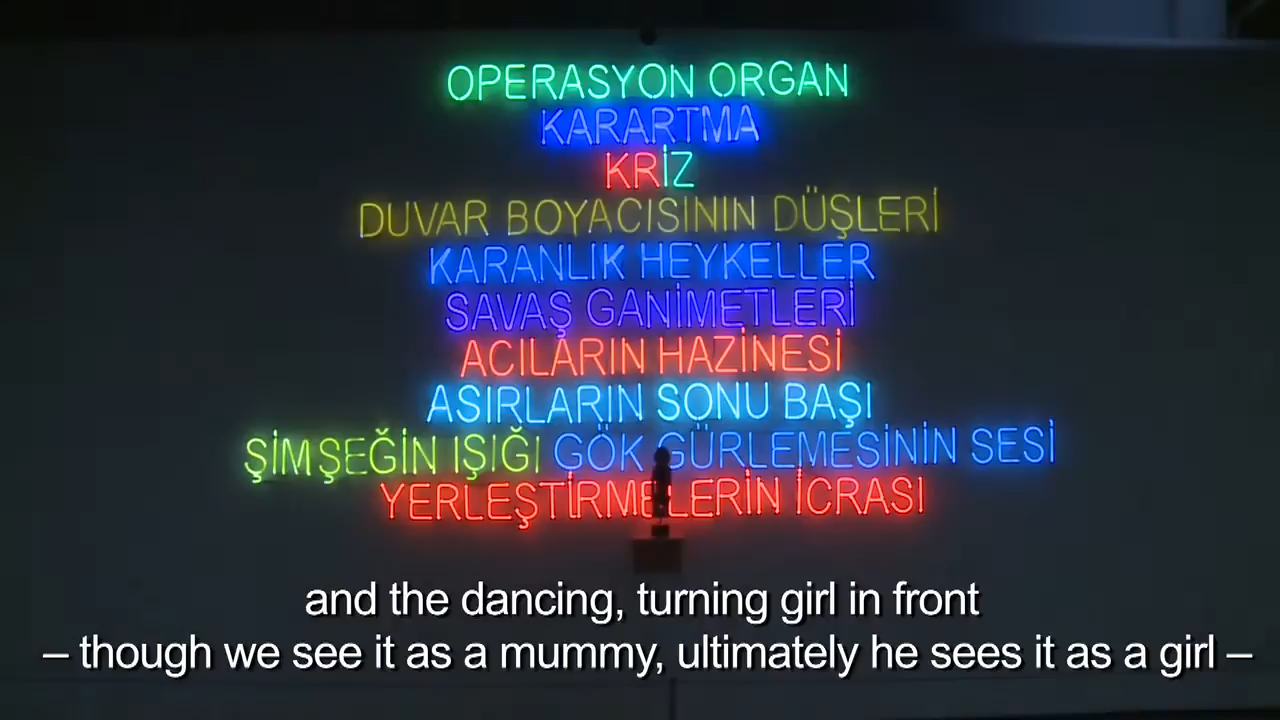 OPERASYON ORGAN
KARARTMA
KRİZ
DUVAR BOYACISININ DÜŞLERİ
KARANLIK HEYKELLER
SAVAŞ GANİMETLERİ
ACILARIN HAZİNESİ
ASIRLARIN SONU BAŞI
ŞİMŞEĞİN IŞIĞI GÖK GÜRLEMESİNİN SESİ
YERLEŞTİRMELERİN İCRASI
and the dancing, turning girl in front
– though we see it as a mummy, ultimately he sees it as a girl –